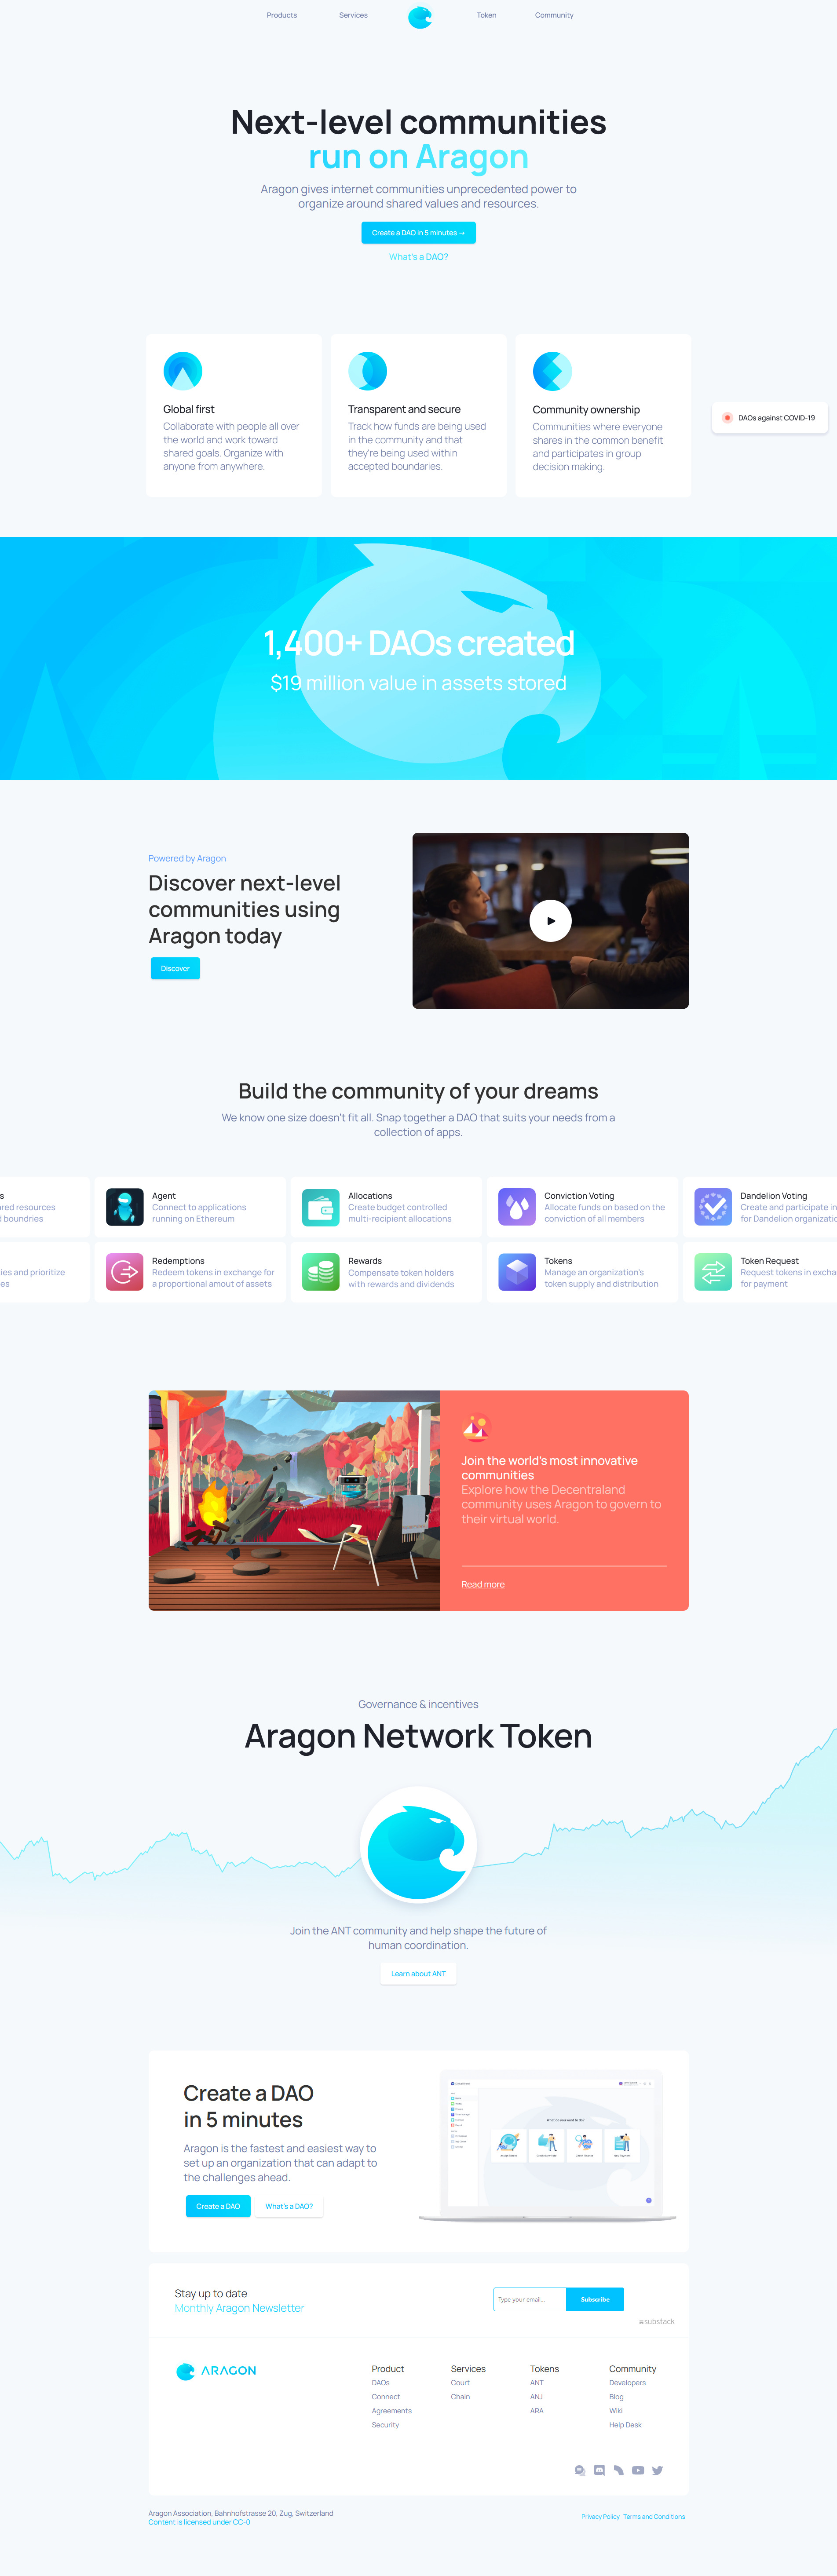 Products
Services
Token
Community
Next-level communities
run on Aragon
Aragon gives internet communities unprecedented power to
organize around shared values and resources.
Create a DAO in 5 minutes →
What's a DAO?
Global first
Collaborate with people all over
the world and work toward
shared goals. Organize with
anyone from anywhere.
Transparent and secure
Track how funds are being used
in the community and that
they're being used within
accepted boundaries.
Community ownership
Communities where everyone
shares in the common benefit
and participates in group
decision making.
DAOs against COVID-19
1,400+ DAOs created
$19 million value in assets stored
Powered by Aragon
Discover next-level
communities using
Aragon today
Discover
Build the community of your dreams
We know one size doesn't fit all. Snap together a DAO that suits your needs from a
collection of apps.
s
ared resources
d boundries
Agent
Connect to applications
running on Ethereum
Allocations
Create budget controlled
multi-recipient allocations
Conviction Voting
Allocate funds on based on the
conviction of all members
Dandelion Voting
Create and participate in
for Dandelion organizatio
ies and prioritize
es
Redemptions
Redeem tokens in exchange for
a proportional amout of assets
Rewards
Compensate token holders
with rewards and dividends
Tokens
Manage an organization's
token supply and distribution
Token Request
Request tokens in excha
for payment
Join the world's most innovative
communities
Explore how the Decentraland
community uses Aragon to govern to
their virtual world.
Read more
Governance & incentives
Aragon Network Token
Join the ANT community and help shape the future of
human coordination.
Learn about ANT
Create a DAO
in 5 minutes
Aragon is the fastest and easiest way to
set up an organization that can adapt to
the challenges ahead.
Create a DAO
What's a DAO?
What do you want to do?
Stay up to date
Monthly Aragon Newsletter
Type your email...
Subscribe
substack
ARAGON
Product
DAOs
Connect
Agreements
Security
Services
Court
Chain
Tokens
ANT
ANJ
ARA
Community
Developers
Blog
Wiki
Help Desk
Aragon Association, Bahnhofstrasse 20, Zug, Switzerland
Content is licensed under CC-0
Privacy Policy
Terms and Conditions